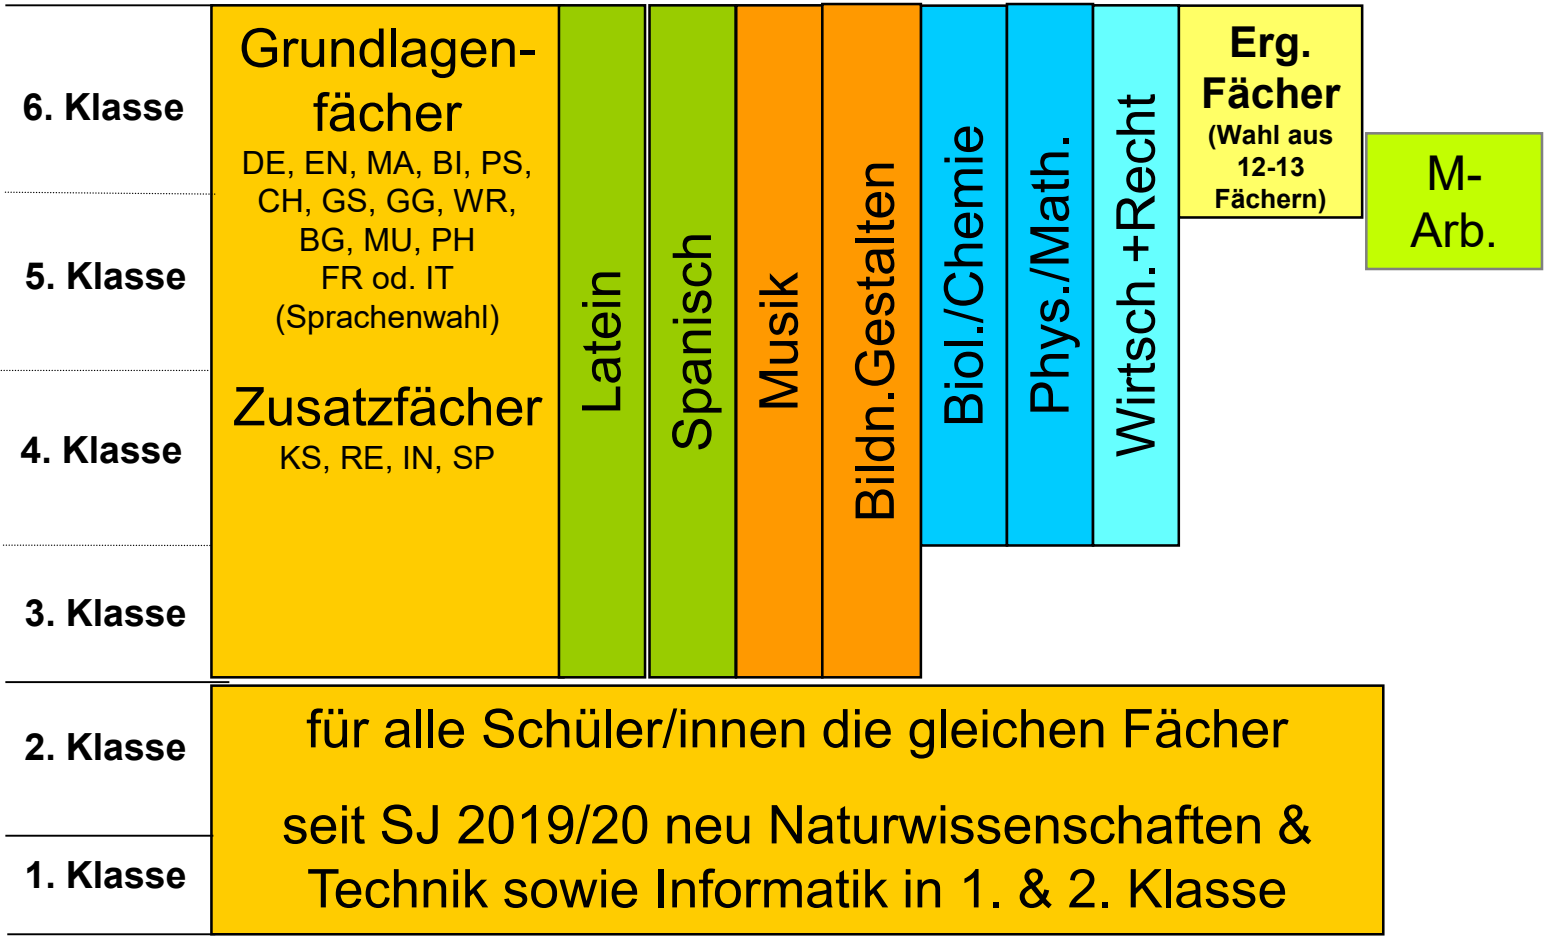 6. Klasse
5. Klasse
4. Klasse
3. Klasse
2. Klasse
1. Klasse
Grundlagen-
fächer
DE, EN, MA, BI, PS,
CH, GS, GG, WR,
BG, MU, PH
FR od. IT
(Sprachenwahl)
Zusatzfächer
KS, RE, IN, SP
Latein
Spanisch
Musik
Bildn.Gestalten
Biol./Chemie
Phys./Math.
Wirtsch.+Recht
Erg.
Fächer
(Wahl aus
12-13
Fächern)
M-
Arb.
für alle Schüler/innen die gleichen Fächer
seit SJ 2019/20 neu Naturwissenschaften &
Technik sowie Informatik in 1. & 2. Klasse